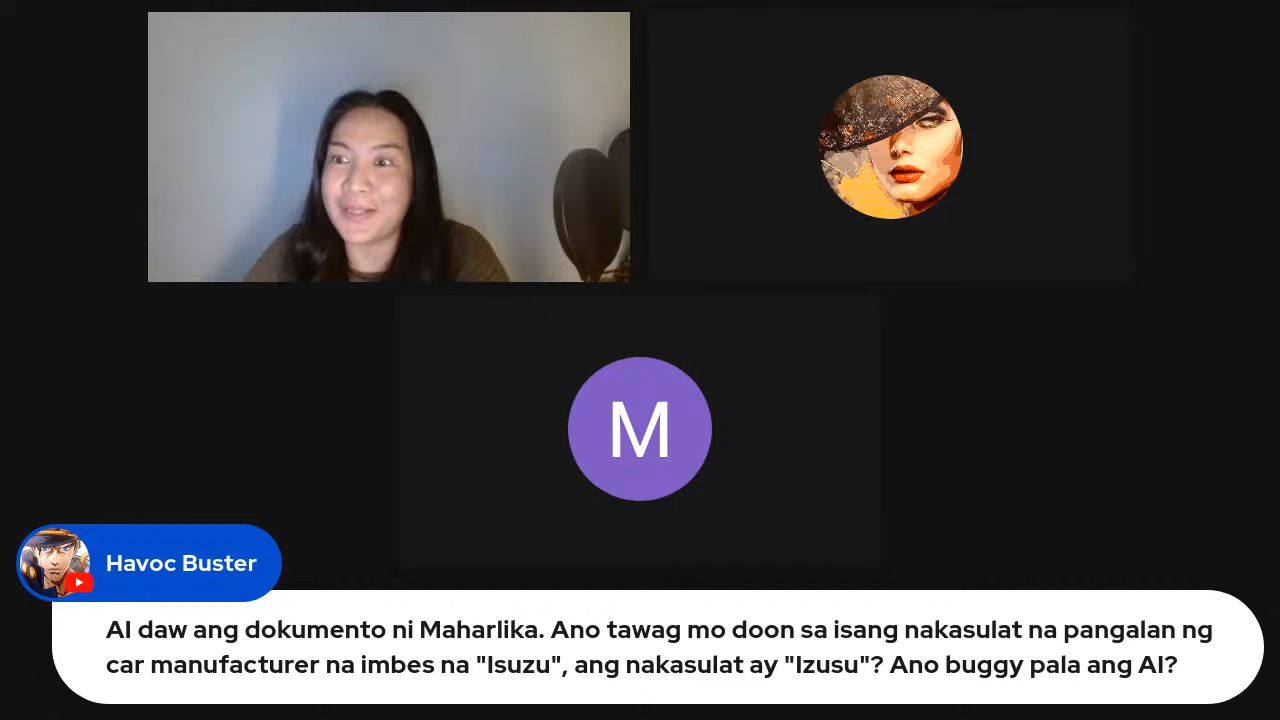 M
Havoc Buster
AI daw ang dokumento ni Maharlika. Ano tawag mo doon sa isang nakasulat na pangalan ng
car manufacturer na imbes na "Isuzu", ang nakasulat ay "Izusu"? Ano buggy pala ang AI?